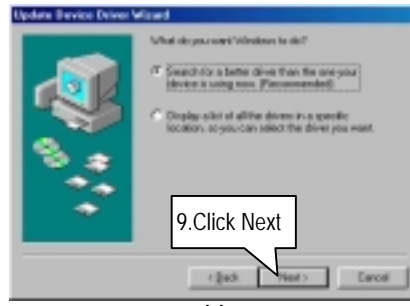 Update Device Driver Wizard
What do you want Windows to do?
Search for a better driver than the one your
device is using now. (Recommended)
Display a list of all the drivers in a specific
location, so you can select the driver you want.
9.Click Next
< Back
Next >
Cancel